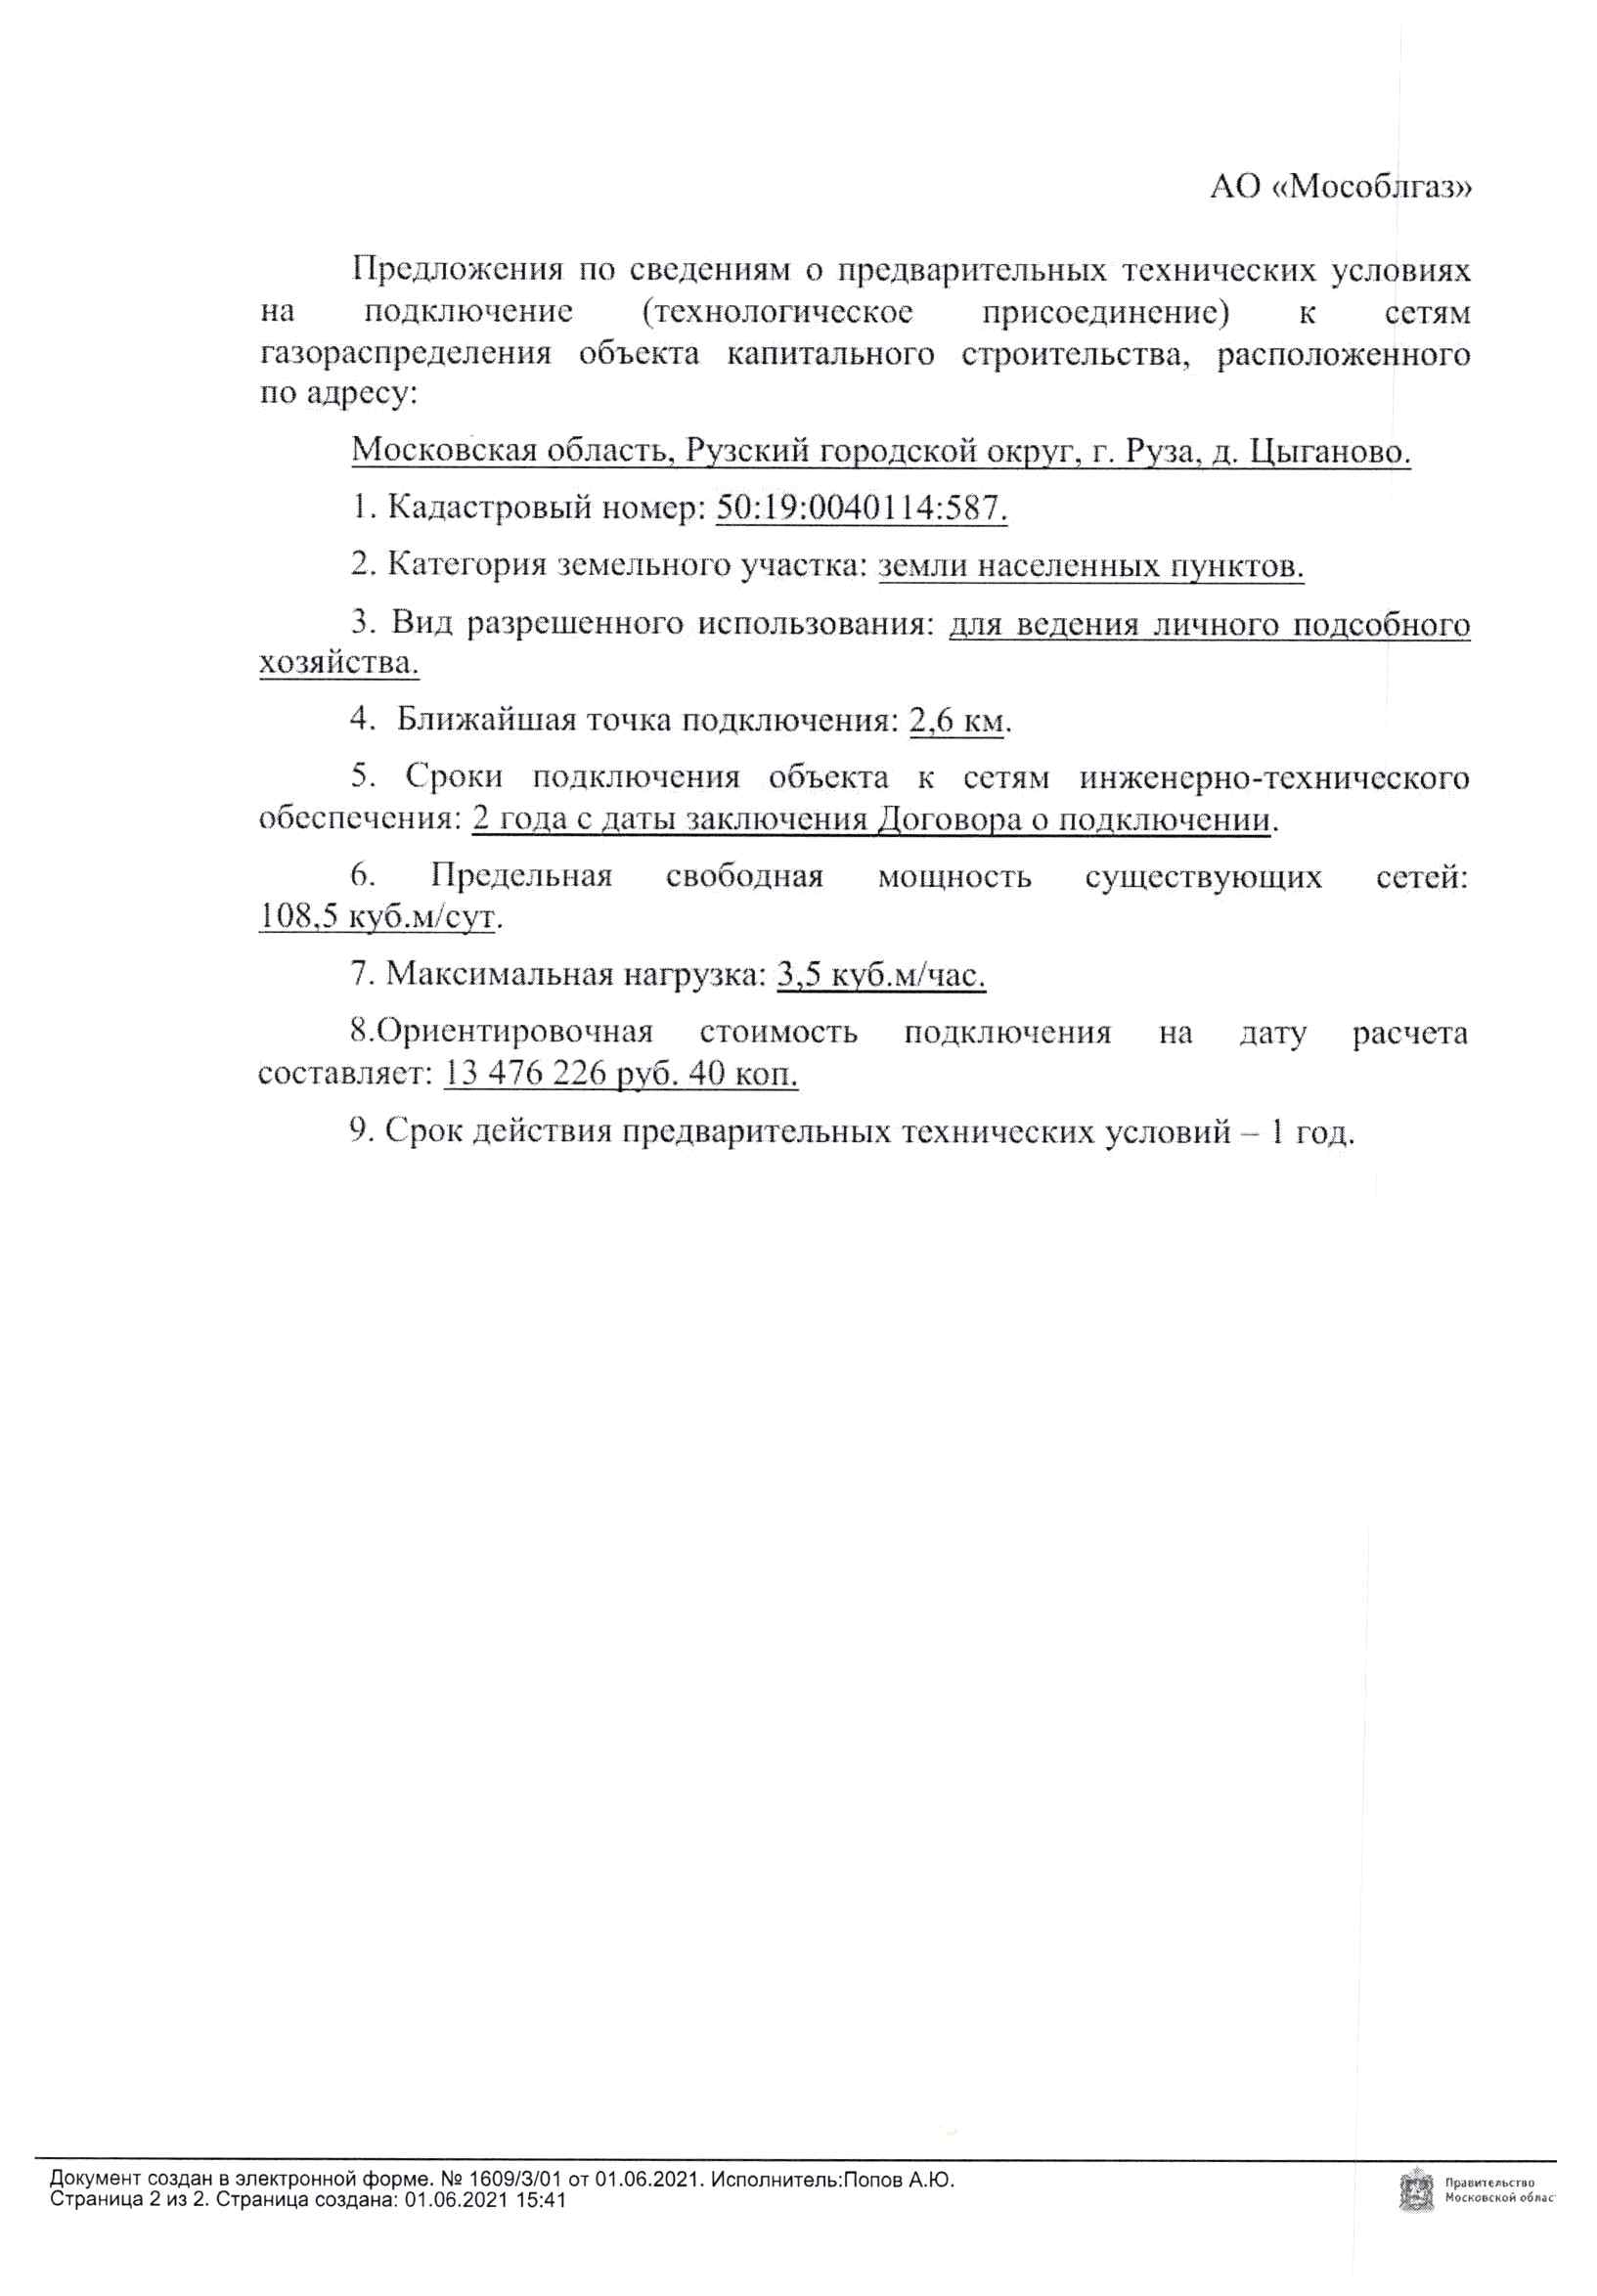 АО «Мособлгаз»
Предложения по сведениям о предварительных технических условиях
на подключение (технологическое присоединение) к сетям
газораспределения объекта капитального строительства, расположенного
по адресу:
Московская область, Рузский городской округ, г. Руза, д. Цыганово.
1. Кадастровый номер: 50:19:0040114:587.
2. Категория земельного участка: земли населенных пунктов.
3. Вид разрешенного использования: для ведения личного подсобного
хозяйства.
4. Ближайшая точка подключения: 2,6 км.
5. Сроки подключения объекта к сетям инженерно-технического
обеспечения: 2 года с даты заключения Договора о подключении.
6. Предельная свободная мощность существующих сетей:
108,5 куб.м/сут.
7. Максимальная нагрузка: 3,5 куб.м/час.
8.Ориентировочная стоимость подключения на дату расчета
составляет: 13 476 226 руб. 40 коп.
9. Срок действия предварительных технических условий – 1 год.
Документ создан в электронной форме. № 1609/3/01 от 01.06.2021. Исполнитель:Попов А.Ю.
Страница 2 из 2. Страница создана: 01.06.2021 15:41
Правительство
Московской облас